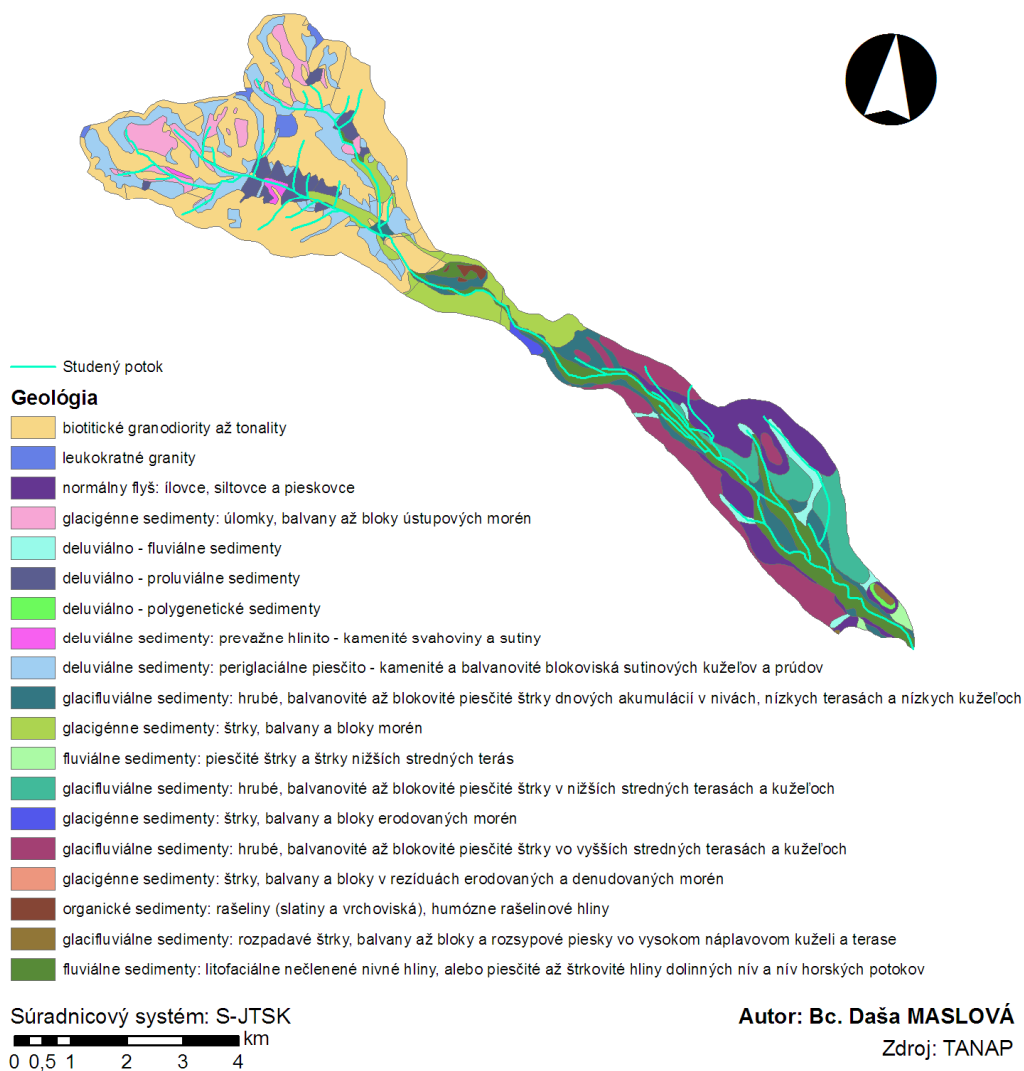 Studený potok
Geológia
biotitické granodiority až tonality
leukokratné granity
normálny flyš: ílovce, siltovce a pieskovce
glacigénne sedimenty: úlomky, balvany až bloky ústupových morén
deluviálno - fluviálne sedimenty
deluviálno - proluviálne sedimenty
deluviálno - polygenetické sedimenty
deluviálne sedimenty: prevažne hlinito - kamenité svahoviny a sutiny
deluviálne sedimenty: periglaciálne piesčito - kamenité a balvanovité blokoviská sutinových kužeľov a prúdov
glacifluviálne sedimenty: hrubé, balvanovité až blokovité piesčité štrky dnových akumulácií v nivách, nízkych terasách a nízkych kužeľoch
glacigénne sedimenty: štrky, balvany a bloky morén
fluviálne sedimenty: piesčité štrky a štrky nižších stredných terás
glacifluviálne sedimenty: hrubé, balvanovité až blokovité piesčité štrky v nižších stredných terasách a kužeľoch
glacigénne sedimenty: štrky, balvany a bloky erodovaných morén
glacifluviálne sedimenty: hrubé, balvanovité až blokovité piesčité štrky vo vyšších stredných terasách a kužeľoch
glacigénne sedimenty: štrky, balvany a bloky v rezíduách erodovaných a denudovaných morén
organické sedimenty: rašeliny (slatiny a vrchoviská), humózne rašelinové hliny
glacifluviálne sedimenty: rozpadavé štrky, balvany až bloky a rozsypové piesky vo vysokom náplavovom kuželi a terase
fluviálne sedimenty: litofaciálne nečlenené nivné hliny, alebo piesčité až štrkovité hliny dolinných nív a nív horských potokov
Súradnicový systém: S-JTSK
km
0 0,5 1 2 3 4
Autor: Bc. Daša MASLOVÁ
Zdroj: TANAP